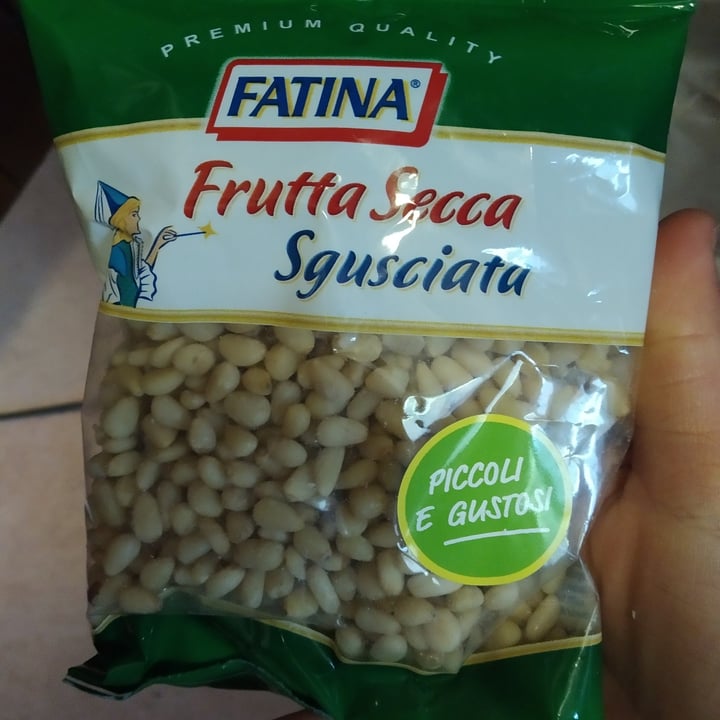 PREMIUM QUALITY
FATINA®
Frutta Secca
Sgusciata
PICCOLI
E GUSTOSI